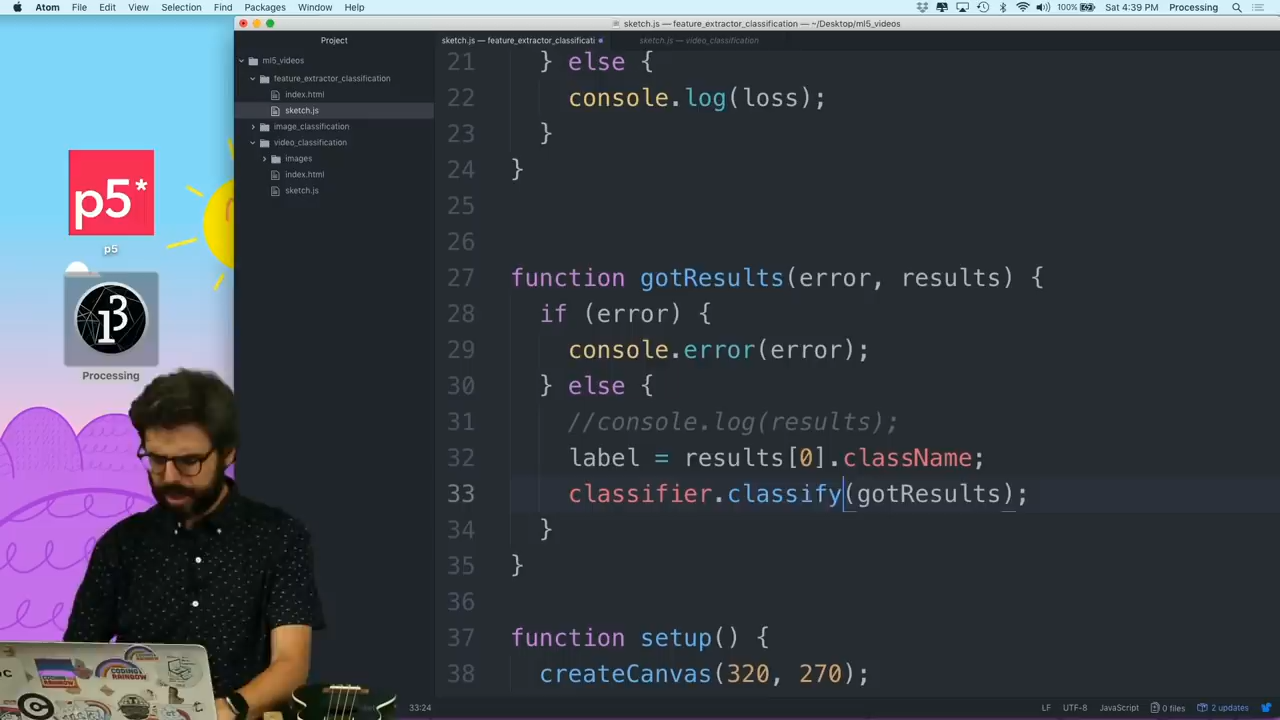 Atom File Edit View Selection Find Packages Window Help 100% Sat 4:39 PM Processing
sketch.js — feature_extractor_classification — ~/Desktop/ml5_videos
Project
sketch.js — feature_extractor_classificati
sketch.js — video_classification
ml5_videos
feature_extractor_classification
index.html
sketch.js
image_classification
video_classification
images
index.html
sketch.js
p5*
p5
Processing
21 } else {
22 console.log(loss);
23 }
24 }
25
26
27 function gotResults(error, results) {
28 if (error) {
29 console.error(error);
30 } else {
31 //console.log(results);
32 label = results[0].className;
33 classifier.classify(gotResults);
34 }
35 }
36
37 function setup() {
38 createCanvas(320, 270);
33:24
LF UTF-8 JavaScript 0 files 2 updates
CODING RAINBOW